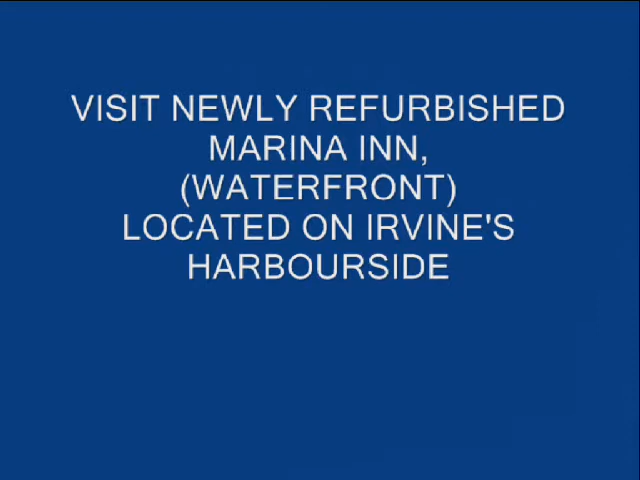 VISIT NEWLY REFURBISHED
MARINA INN,
(WATERFRONT)
LOCATED ON IRVINE'S
HARBOURSIDE